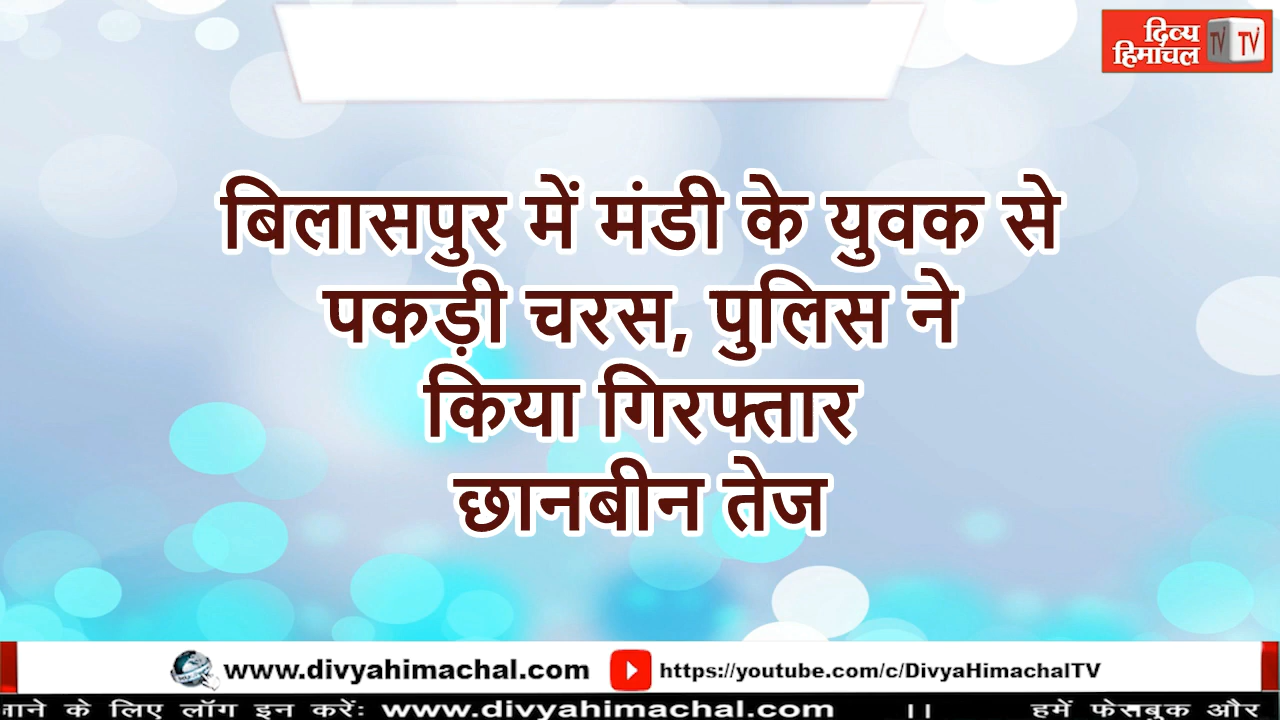 दिव्य
हिमाचल TV TV
बिलासपुर में मंडी के युवक से
पकड़ी चरस, पुलिस ने
किया गिरफ्तार
छानबीन तेज
www.divyahimachal.com https://youtube.com/c/DivyaHimachalTV
जाने के लिए लॉग इन करें: www.divyahimachal.com ।। हमें फेसबुक और